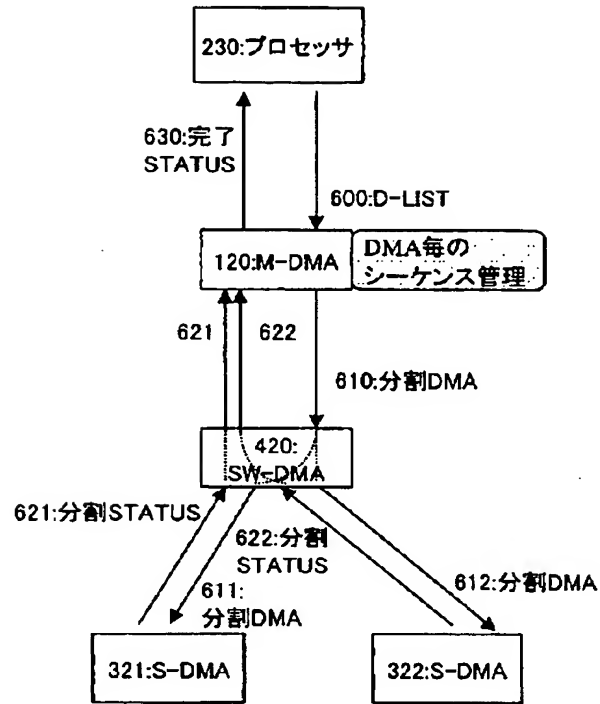 230:プロセッサ
630:完了
STATUS
600:D-LIST
120:M-DMA
DMA毎の
シーケンス管理
621
622
610:分割DMA
420:
SW-DMA
621:分割STATUS
622:分割
STATUS
611:
分割DMA
612:分割DMA
321:S-DMA
322:S-DMA